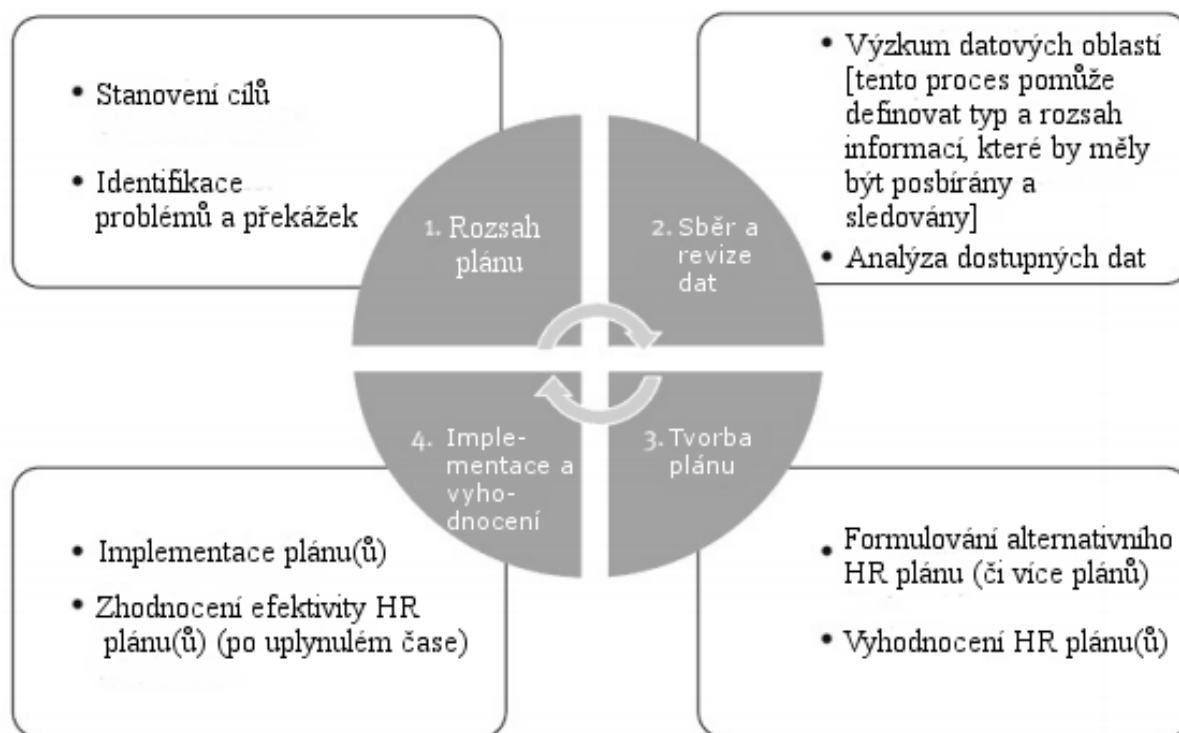 • Stanovení cílů
• Identifikace
problémů a překážek
1. Rozsah
plánu
• Výzkum datových oblastí
[tento proces pomůže
definovat typ a rozsah
informací, které by měly
být posbírány a
sledovány]
• Analýza dostupných dat
2. Sběr a
revize
dat
4. Imple-
mentace a
vyho-
dnocení
3. Tvorba
plánu
• Implementace plánu(ů)
• Zhodnocení efektivity HR
plánu(ů) (po uplynulém čase)
• Formulování alternativního
HR plánu (či více plánů)
• Vyhodnocení HR plánu(ů)